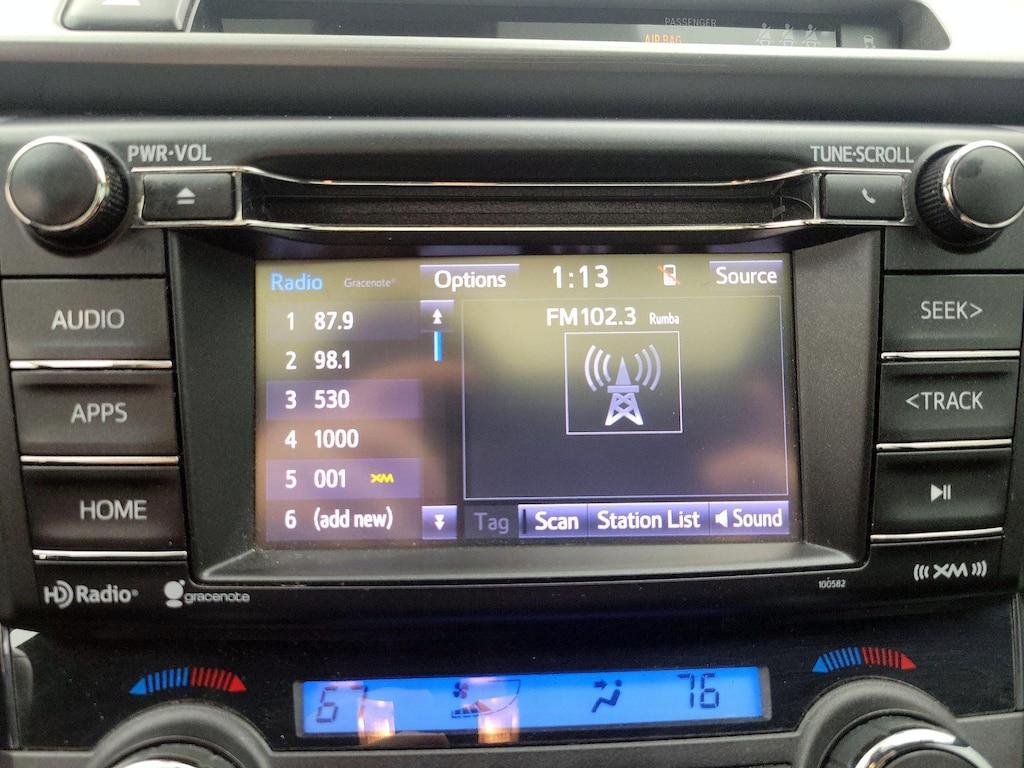 PASSENGER
AIR BAG
PWR·VOL
TUNE·SCROLL
AUDIO
APPS
HOME
Radio Gracenote® Options 1:13 Source
1 87.9
2 98.1
3 530
4 1000
5 001 XM
6 (add new)
FM102.3 Rumba
Tag Scan Station List Sound
SEEK>
<TRACK
HD Radio®
gracenote
100582
((( XM )))
67
76